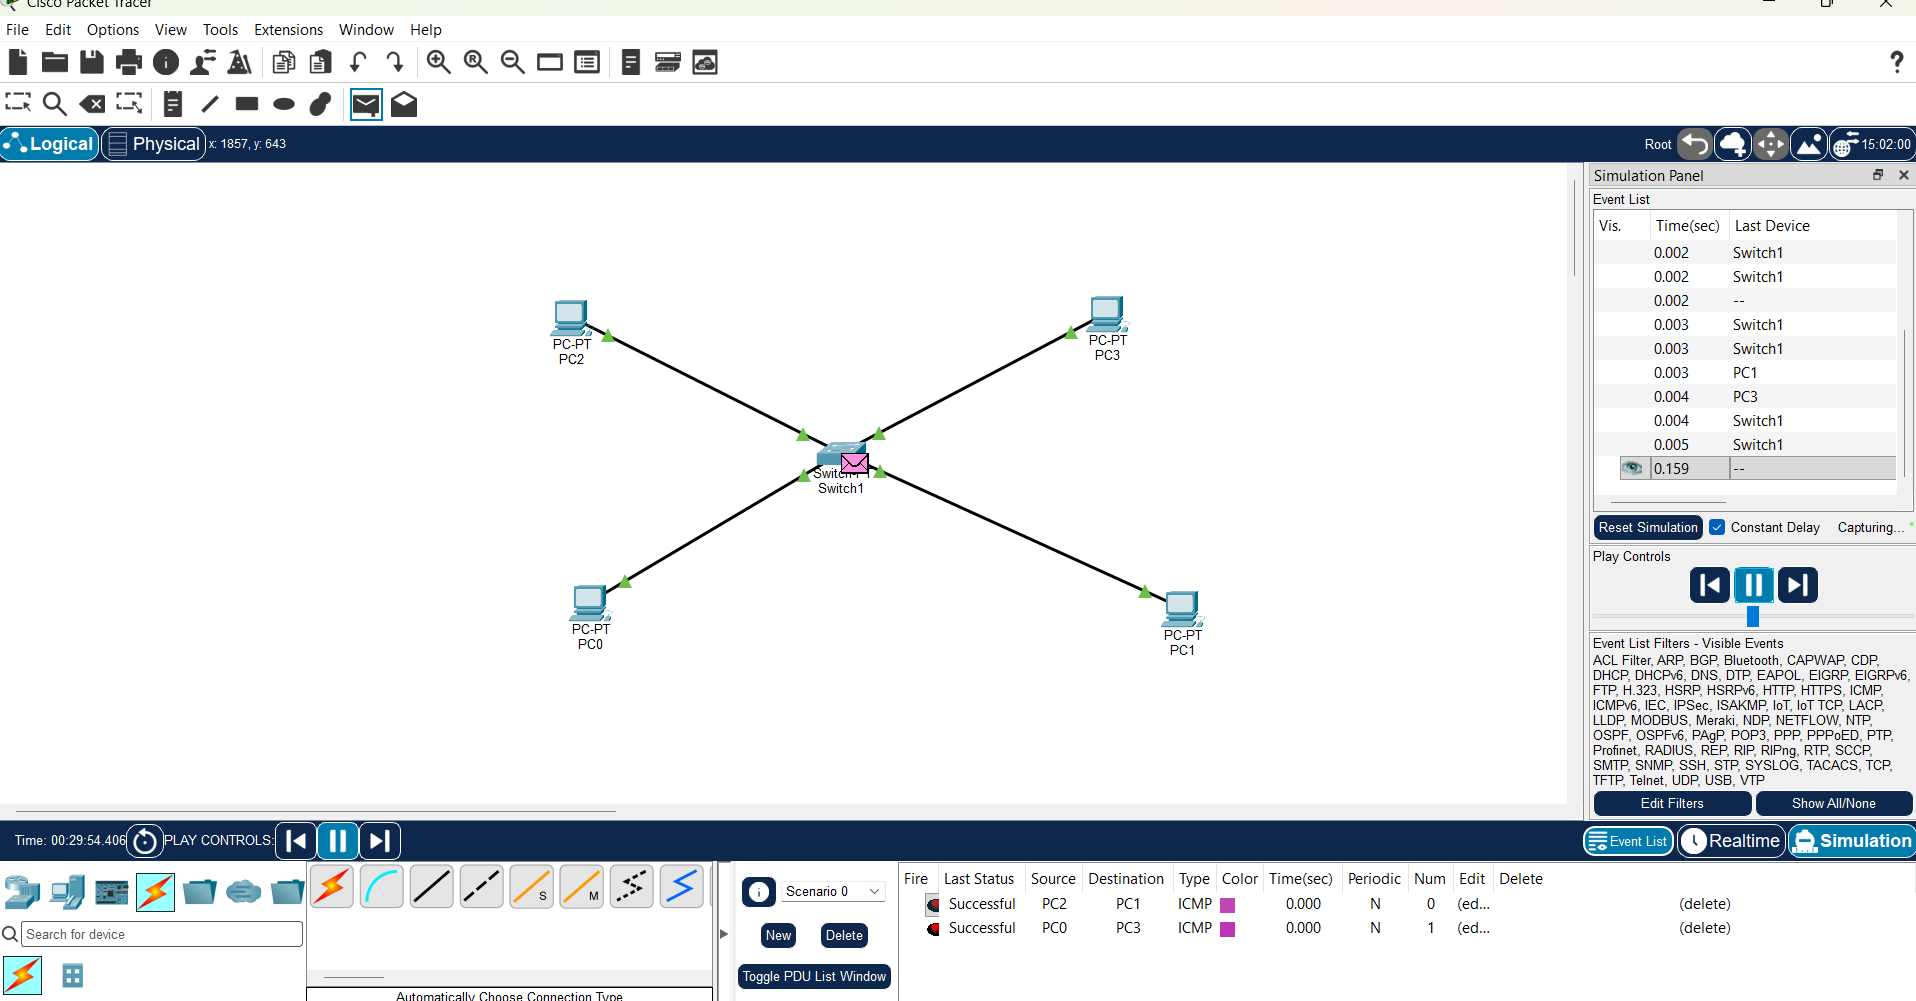 Cisco Packet Tracer
File Edit Options View Tools Extensions Window Help
Logical Physical x: 1857, y: 643 Root 15:02:00
Simulation Panel
Event List
Vis. Time(sec) Last Device
0.002 Switch1
0.002 Switch1
0.002 --
0.003 Switch1
0.003 Switch1
0.003 PC1
0.004 PC3
0.004 Switch1
0.005 Switch1
0.159 --
Reset Simulation Constant Delay Capturing... *
Play Controls
Event List Filters - Visible Events
ACL Filter, ARP, BGP, Bluetooth, CAPWAP, CDP,
DHCP, DHCPv6, DNS, DTP, EAPOL, EIGRP, EIGRPv6,
FTP, H.323, HSRP, HSRPv6, HTTP, HTTPS, ICMP,
ICMPv6, IEC, IPSec, ISAKMP, IoT, IoT TCP, LACP,
LLDP, MODBUS, Meraki, NDP, NETFLOW, NTP,
OSPF, OSPFv6, PAgP, POP3, PPP, PPPoED, PTP,
Profinet, RADIUS, REP, RIP, RIPng, RTP, SCCP,
SMTP, SNMP, SSH, STP, SYSLOG, TACACS, TCP,
TFTP, Telnet, UDP, USB, VTP
Edit Filters Show All/None
PC-PT
PC2
PC-PT
PC3
Switch1
PC-PT
PC0
PC-PT
PC1
Time: 00:29:54.406 PLAY CONTROLS: Event List Realtime Simulation
Search for device
S M
Automatically Choose Connection Type
Scenario 0
New Delete
Toggle PDU List Window
Fire Last Status Source Destination Type Color Time(sec) Periodic Num Edit Delete
Successful PC2 PC1 ICMP 0.000 N 0 (ed... (delete)
Successful PC0 PC3 ICMP 0.000 N 1 (ed... (delete)